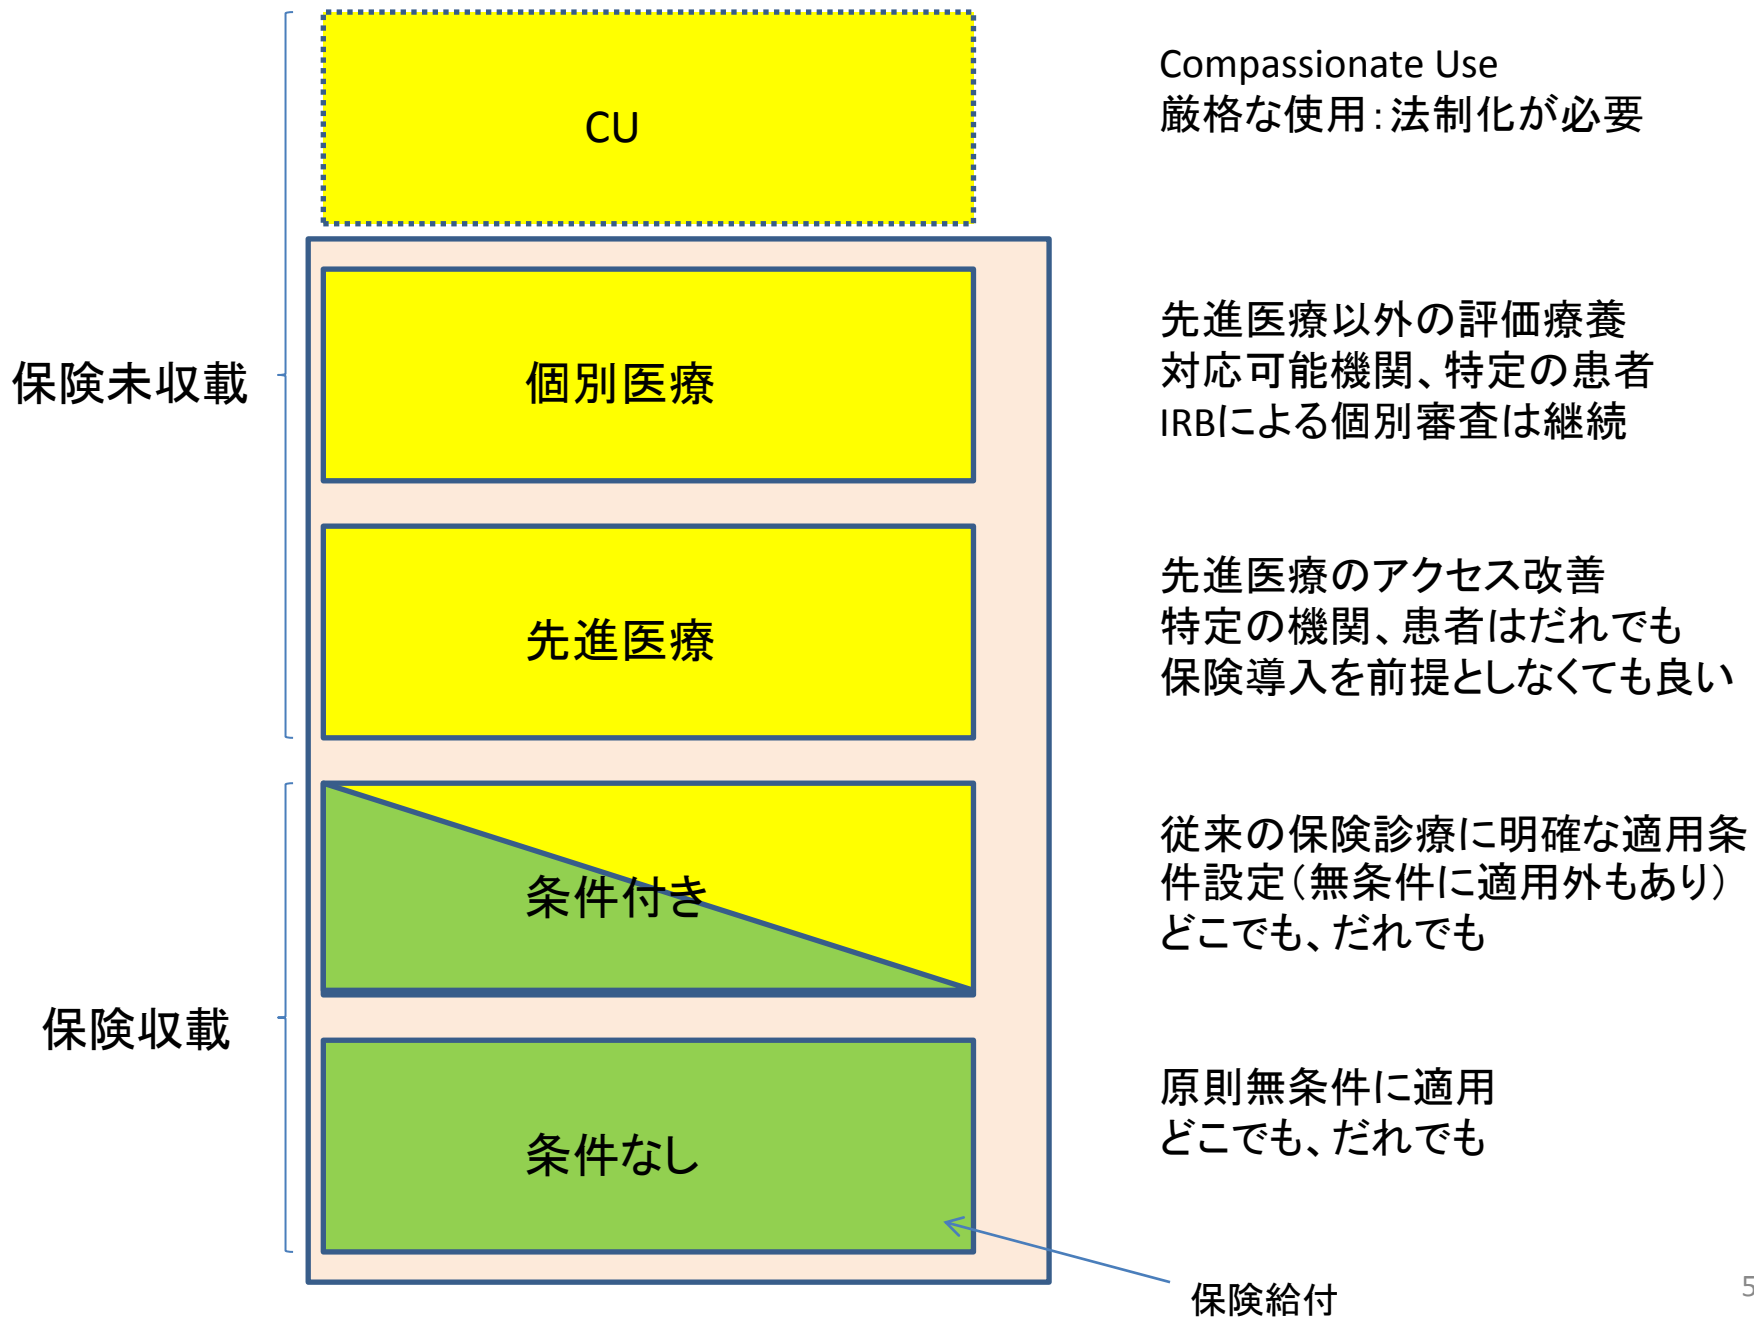 CU
Compassionate Use
厳格な使用：法制化が必要
保険未収載
個別医療
先進医療以外の評価療養
対応可能機関、特定の患者
IRBによる個別審査は継続
先進医療
先進医療のアクセス改善
特定の機関、患者はだれでも
保険導入を前提としなくても良い
条件付き
従来の保険診療に明確な適用条
件設定（無条件に適用外もあり）
どこでも、だれでも
保険収載
条件なし
原則無条件に適用
どこでも、だれでも
保険給付
5